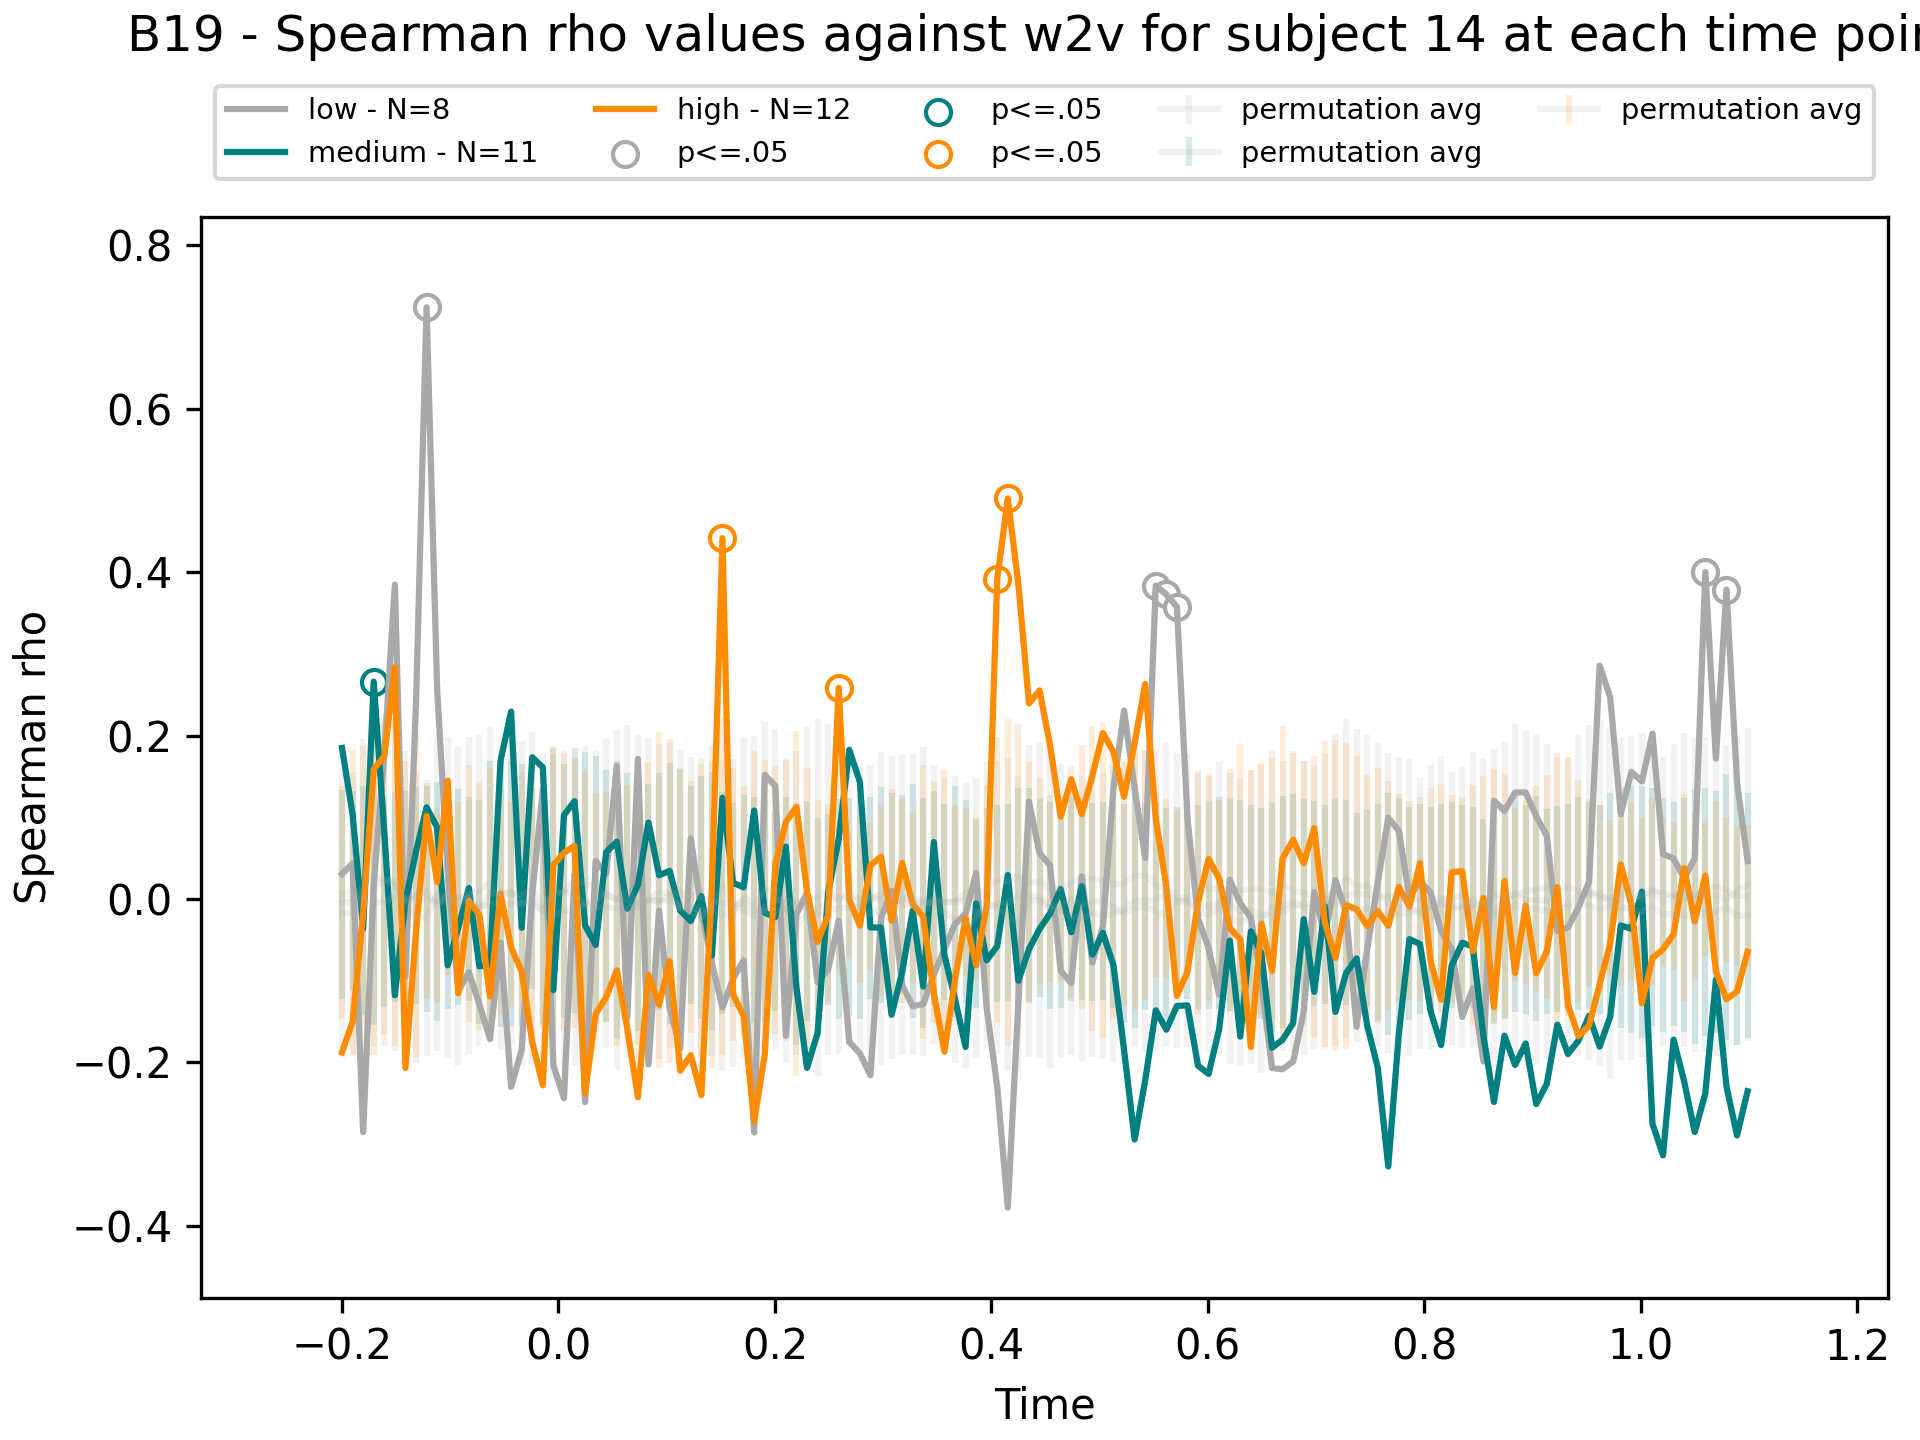 B19 - Spearman rho values against w2v for subject 14 at each time poi
low - N=8 high - N=12 p<=.05 permutation avg permutation avg
medium - N=11 p<=.05 p<=.05 permutation avg
0.8
0.6
0.4
0.2
0.0
−0.2
−0.4
Spearman rho
−0.2 0.0 0.2 0.4 0.6 0.8 1.0 1.2
Time